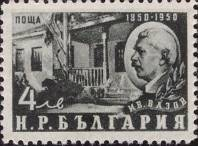 ПОЩА 1850-1950
4 лв
ИВ. ВАЗОВ
Н.Р. БЪЛГАРИЯ